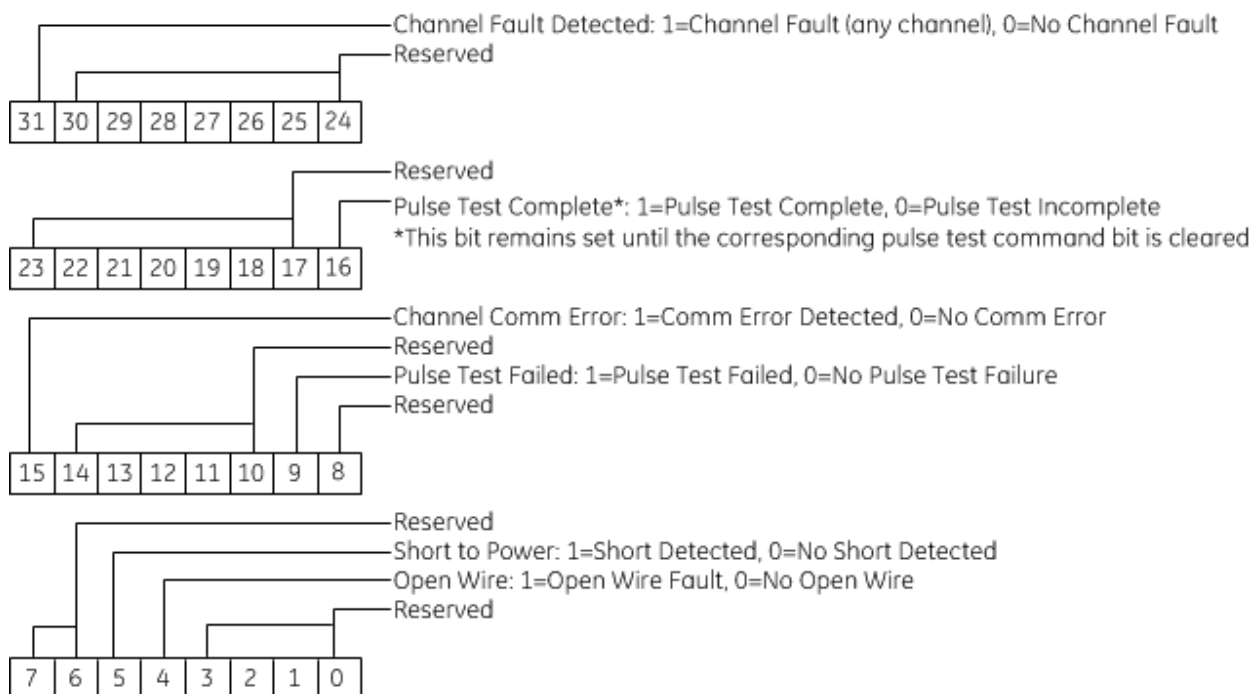 Channel Fault Detected: 1=Channel Fault (any channel), 0=No Channel Fault
Reserved
31 30 29 28 27 26 25 24
Reserved
Pulse Test Complete*: 1=Pulse Test Complete, 0=Pulse Test Incomplete
*This bit remains set until the corresponding pulse test command bit is cleared
23 22 21 20 19 18 17 16
Channel Comm Error: 1=Comm Error Detected, 0=No Comm Error
Reserved
Pulse Test Failed: 1=Pulse Test Failed, 0=No Pulse Test Failure
Reserved
15 14 13 12 11 10 9 8
Reserved
Short to Power: 1=Short Detected, 0=No Short Detected
Open Wire: 1=Open Wire Fault, 0=No Open Wire
Reserved
7 6 5 4 3 2 1 0